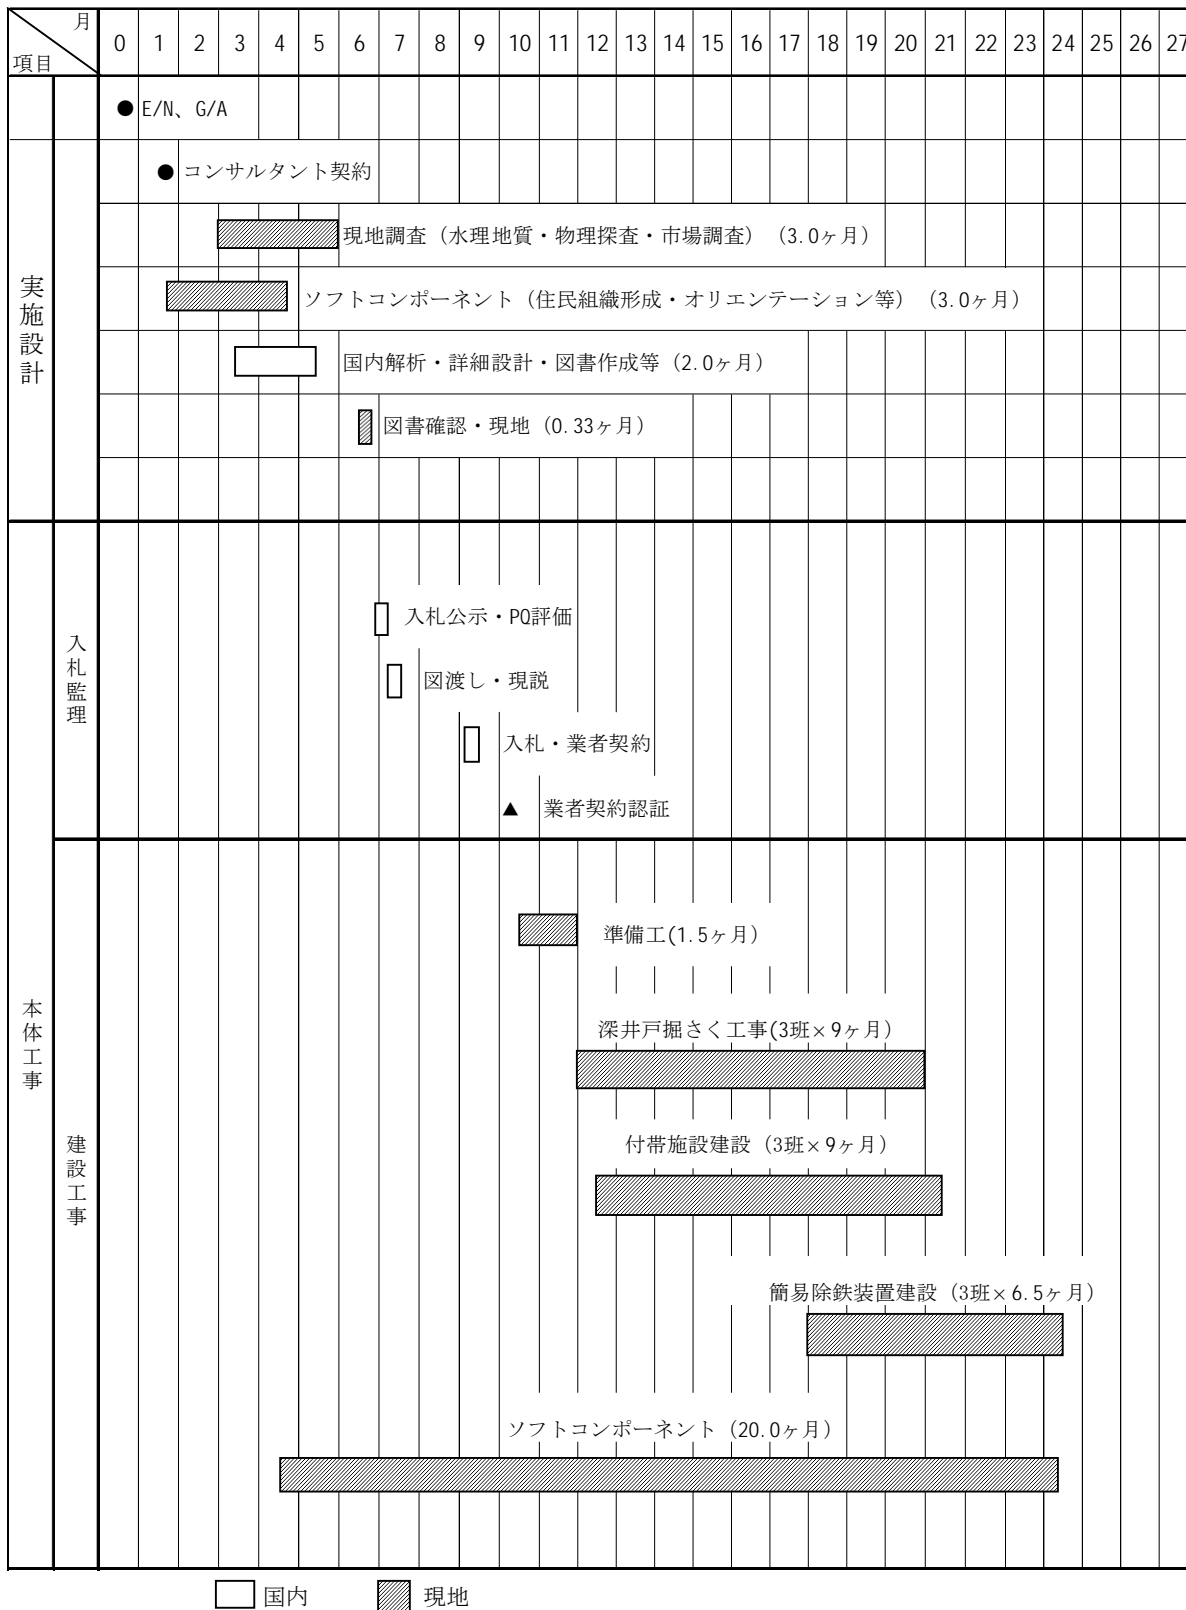 月
項目
0 1 2 3 4 5 6 7 8 9 10 11 12 13 14 15 16 17 18 19 20 21 22 23 24 25 26 27
E/N、G/A
実施設計
コンサルタント契約
現地調査（水理地質・物理探査・市場調査）（3.0ヶ月）
ソフトコンポーネント（住民組織形成・オリエンテーション等）（3.0ヶ月）
国内解析・詳細設計・図書作成等（2.0ヶ月）
図書確認・現地（0.33ヶ月）
本体工事
入札監理
入札公示・PQ評価
図渡し・現説
入札・業者契約
業者契約認証
建設工事
準備工(1.5ヶ月)
深井戸掘さく工事(3班×9ヶ月)
付帯施設建設（3班×9ヶ月）
簡易除鉄装置建設（3班×6.5ヶ月）
ソフトコンポーネント（20.0ヶ月）
国内 現地